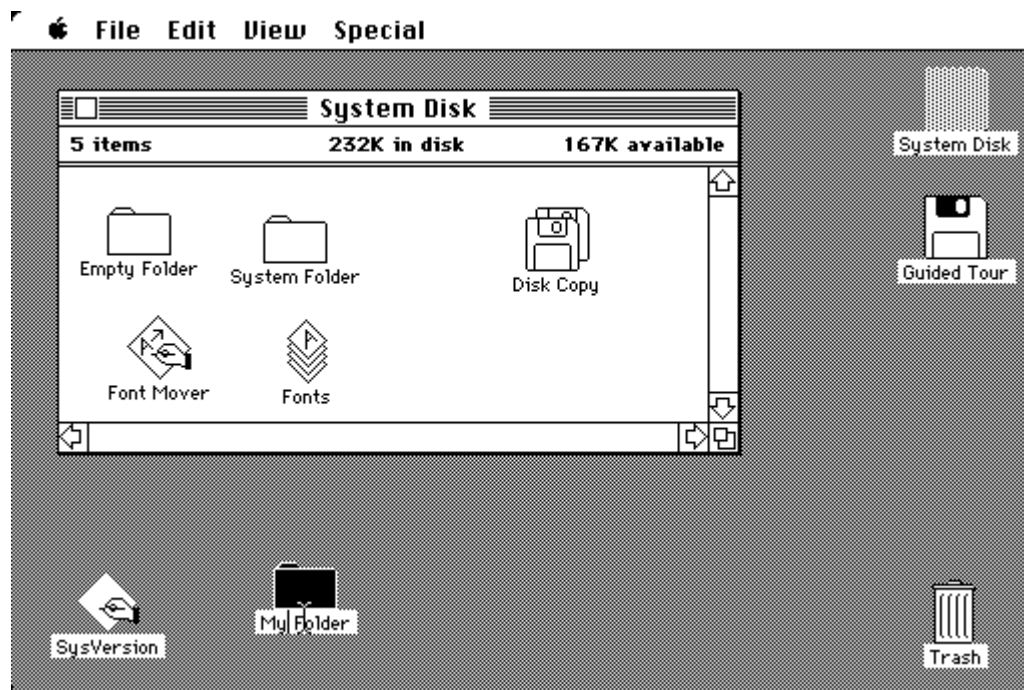 File Edit View Special
System Disk
5 items 232K in disk 167K available
Empty Folder
System Folder
Disk Copy
Font Mover
Fonts
System Disk
Guided Tour
SysVersion
My Folder
Trash